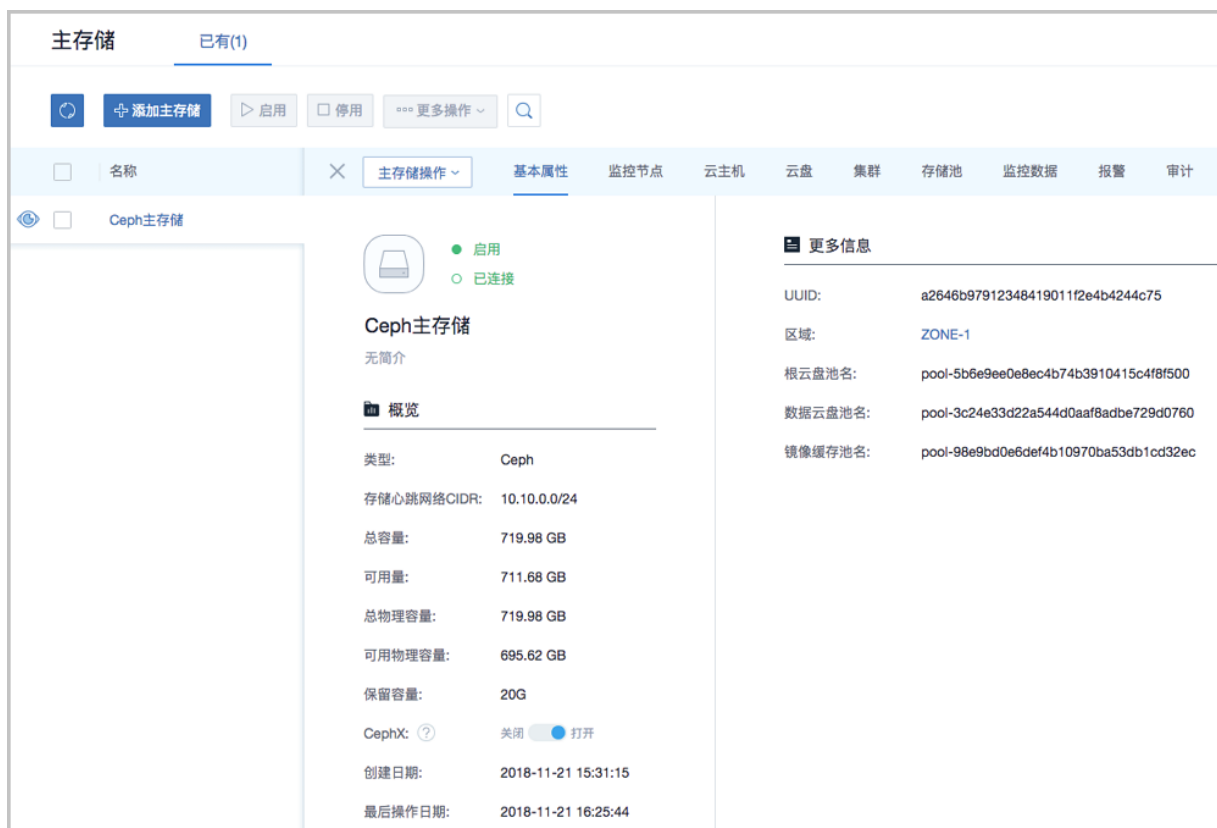 主存储 已有(1)
添加主存储 启用 停用 更多操作
名称 主存储操作 基本属性 监控节点 云主机 云盘 集群 存储池 监控数据 报警 审计
Ceph主存储
启用
已连接
Ceph主存储
无简介
概览
类型: Ceph
存储心跳网络CIDR: 10.10.0.0/24
总容量: 719.98 GB
可用量: 711.68 GB
总物理容量: 719.98 GB
可用物理容量: 695.62 GB
保留容量: 20G
CephX: ? 关闭 打开
创建日期: 2018-11-21 15:31:15
最后操作日期: 2018-11-21 16:25:44
更多信息
UUID: a2646b97912348419011f2e4b4244c75
区域: ZONE-1
根云盘池名: pool-5b6e9ee0e8ec4b74b3910415c4f8f500
数据云盘池名: pool-3c24e33d22a544d0aaf8adbe729d0760
镜像缓存池名: pool-98e9bd0e6def4b10970ba53db1cd32ec